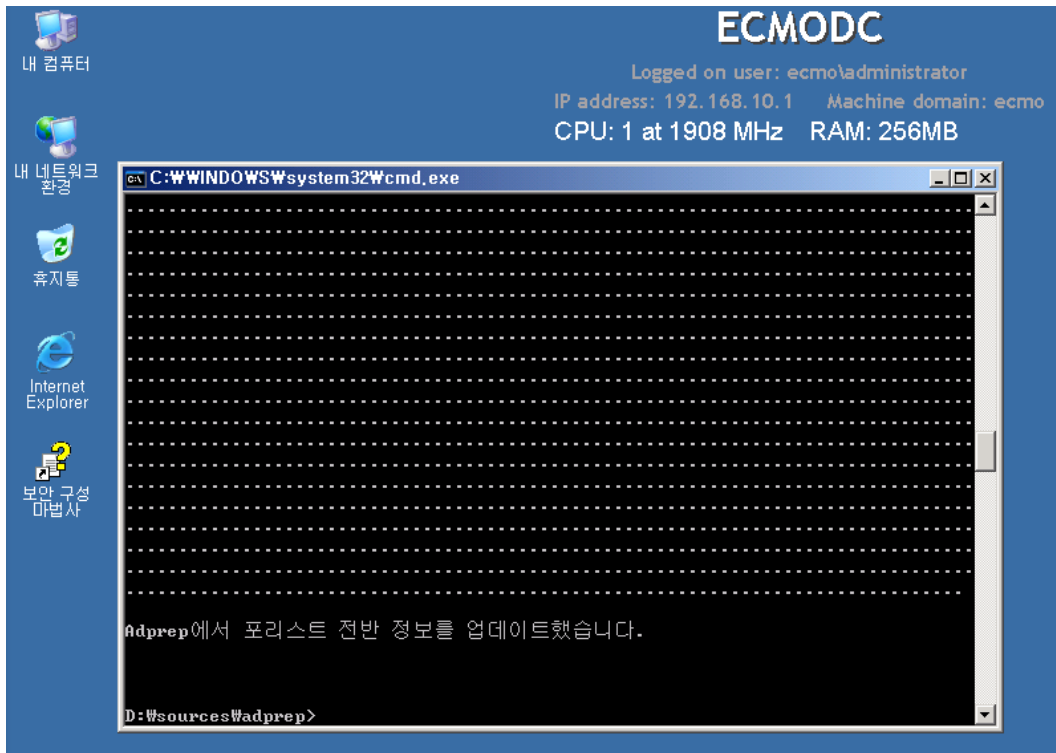 내 컴퓨터
ECMODC
Logged on user: ecmo\administrator
IP address: 192.168.10.1 Machine domain: ecmo
CPU: 1 at 1908 MHz RAM: 256MB
내 네트워크
환경
C:₩WINDOWS₩system32₩cmd.exe
휴지통
Internet
Explorer
보안 구성
마법사
Adprep에서 포리스트 전반 정보를 업데이트했습니다.
D:₩sources₩adprep>